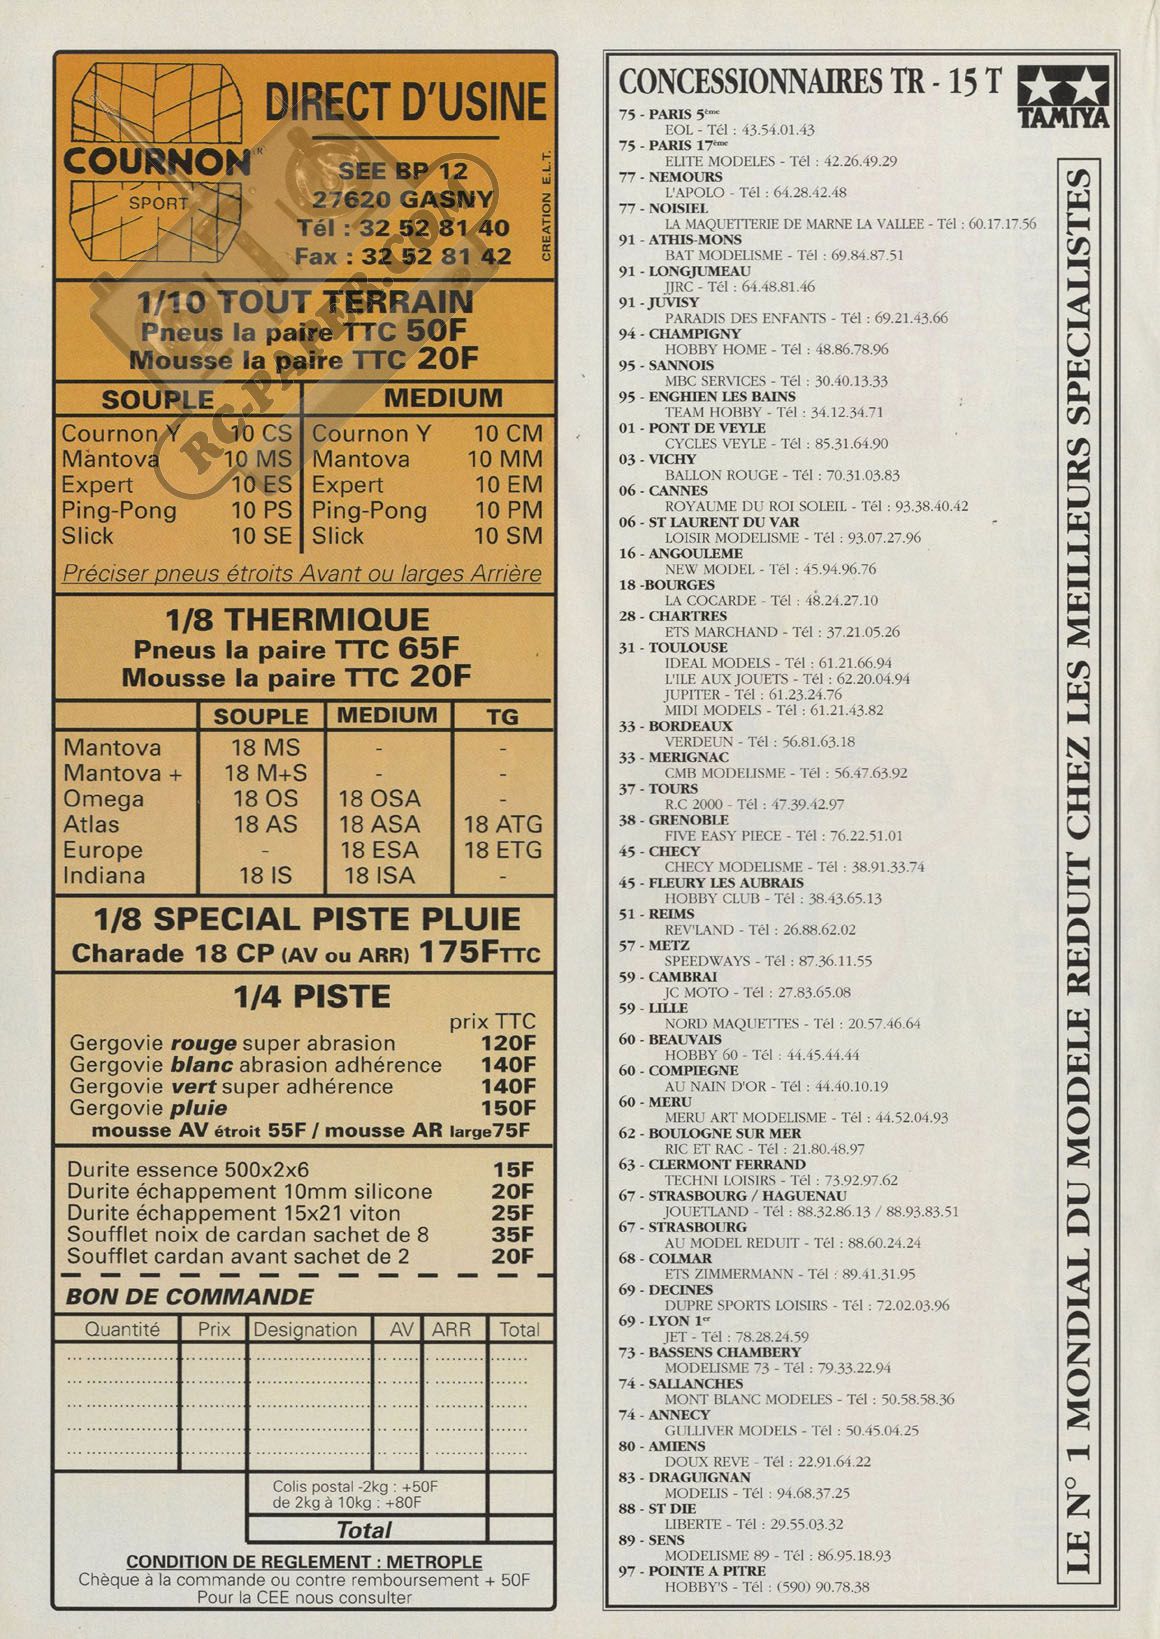 COURNON
SPORT
DIRECT D'USINE
SEE BP 12
27620 GASNY
Tél : 32 52 81 40
Fax : 32 52 81 42
CREATION E.L.T.
RC-PAPER.COM
1/10 TOUT TERRAIN
Pneus la paire TTC 50F
Mousse la paire TTC 20F
SOUPLE MEDIUM
Cournon Y 10 CS Cournon Y 10 CM
Mantova 10 MS Mantova 10 MM
Expert 10 ES Expert 10 EM
Ping-Pong 10 PS Ping-Pong 10 PM
Slick 10 SE Slick 10 SM
Préciser pneus étroits Avant ou larges Arrière
1/8 THERMIQUE
Pneus la paire TTC 65F
Mousse la paire TTC 20F
SOUPLE MEDIUM TG
Mantova 18 MS - -
Mantova + 18 M+S - -
Omega 18 OS 18 OSA -
Atlas 18 AS 18 ASA 18 ATG
Europe - 18 ESA 18 ETG
Indiana 18 IS 18 ISA -
1/8 SPECIAL PISTE PLUIE
Charade 18 CP (AV ou ARR) 175F TTC
1/4 PISTE
prix TTC
Gergovie rouge super abrasion 120F
Gergovie blanc abrasion adhérence 140F
Gergovie vert super adhérence 140F
Gergovie pluie 150F
mousse AV étroit 55F / mousse AR large 75F
Durite essence 500x2x6 15F
Durite échappement 10mm silicone 20F
Durite échappement 15x21 viton 25F
Soufflet noix de cardan sachet de 8 35F
Soufflet cardan avant sachet de 2 20F
BON DE COMMANDE
Quantité Prix Designation AV ARR Total
Colis postal -2kg : +50F
de 2kg à 10kg : +80F
Total
CONDITION DE REGLEMENT : METROPLE
Chèque à la commande ou contre remboursement + 50F
Pour la CEE nous consulter
CONCESSIONNAIRES TR - 15 T
TAMIYA
75 - PARIS 5ème
EOL - Tél : 43.54.01.43
75 - PARIS 17ème
ELITE MODELES - Tél : 42.26.49.29
77 - NEMOURS
L'APOLO - Tél : 64.28.42.48
77 - NOISIEL
LA MAQUETTERIE DE MARNE LA VALLEE - Tél : 60.17.17.56
91 - ATHIS-MONS
BAT MODELISME - Tél : 69.84.87.51
91 - LONGJUMEAU
JJRC - Tél : 64.48.81.46
91 - JUVISY
PARADIS DES ENFANTS - Tél : 69.21.43.66
94 - CHAMPIGNY
HOBBY HOME - Tél : 48.86.78.96
95 - SANNOIS
MBC SERVICES - Tél : 30.40.13.33
95 - ENGHIEN LES BAINS
TEAM HOBBY - Tél : 34.12.34.71
01 - PONT DE VEYLE
CYCLES VEYLE - Tél : 85.31.64.90
03 - VICHY
BALLON ROUGE - Tél : 70.31.03.83
06 - CANNES
ROYAUME DU ROI SOLEIL - Tél : 93.38.40.42
06 - ST LAURENT DU VAR
LOISIR MODELISME - Tél : 93.07.27.96
16 - ANGOULEME
NEW MODEL - Tél : 45.94.96.76
18 -BOURGES
LA COCARDE - Tél : 48.24.27.10
28 - CHARTRES
ETS MARCHAND - Tél : 37.21.05.26
31 - TOULOUSE
IDEAL MODELS - Tél : 61.21.66.94
L'ILE AUX JOUETS - Tél : 62.20.04.94
JUPITER - Tél : 61.23.24.76
MIDI MODELS - Tél : 61.21.43.82
33 - BORDEAUX
VERDEUN - Tél : 56.81.63.18
33 - MERIGNAC
CMB MODELISME - Tél : 56.47.63.92
37 - TOURS
R.C 2000 - Tél : 47.39.42.97
38 - GRENOBLE
FIVE EASY PIECE - Tél : 76.22.51.01
45 - CHECY
CHECY MODELISME - Tél : 38.91.33.74
45 - FLEURY LES AUBRAIS
HOBBY CLUB - Tél : 38.43.65.13
51 - REIMS
REV'LAND - Tél : 26.88.62.02
57 - METZ
SPEEDWAYS - Tél : 87.36.11.55
59 - CAMBRAI
JC MOTO - Tél : 27.83.65.08
59 - LILLE
NORD MAQUETTES - Tél : 20.57.46.64
60 - BEAUVAIS
HOBBY 60 - Tél : 44.45.44.44
60 - COMPIEGNE
AU NAIN D'OR - Tél : 44.40.10.19
60 - MERU
MERU ART MODELISME - Tél : 44.52.04.93
62 - BOULOGNE SUR MER
RIC ET RAC - Tél : 21.80.48.97
63 - CLERMONT FERRAND
TECHNI LOISIRS - Tél : 73.92.97.62
67 - STRASBOURG / HAGUENAU
JOUETLAND - Tél : 88.32.86.13 / 88.93.83.51
67 - STRASBOURG
AU MODEL REDUIT - Tél : 88.60.24.24
68 - COLMAR
ETS ZIMMERMANN - Tél : 89.41.31.95
69 - DECINES
DUPRE SPORTS LOISIRS - Tél : 72.02.03.96
69 - LYON 1er
JET - Tél : 78.28.24.59
73 - BASSENS CHAMBERY
MODELISME 73 - Tél : 79.33.22.94
74 - SALLANCHES
MONT BLANC MODELES - Tél : 50.58.58.36
74 - ANNECY
GULLIVER MODELS - Tél : 50.45.04.25
80 - AMIENS
DOUX REVE - Tél : 22.91.64.22
83 - DRAGUIGNAN
MODELIS - Tél : 94.68.37.25
88 - ST DIE
LIBERTE - Tél : 29.55.03.32
89 - SENS
MODELISME 89 - Tél : 86.95.18.93
97 - POINTE A PITRE
HOBBY'S - Tél : (590) 90.78.38
LE N° 1 MONDIAL DU MODELE REDUIT CHEZ LES MEILLEURS SPECIALISTES